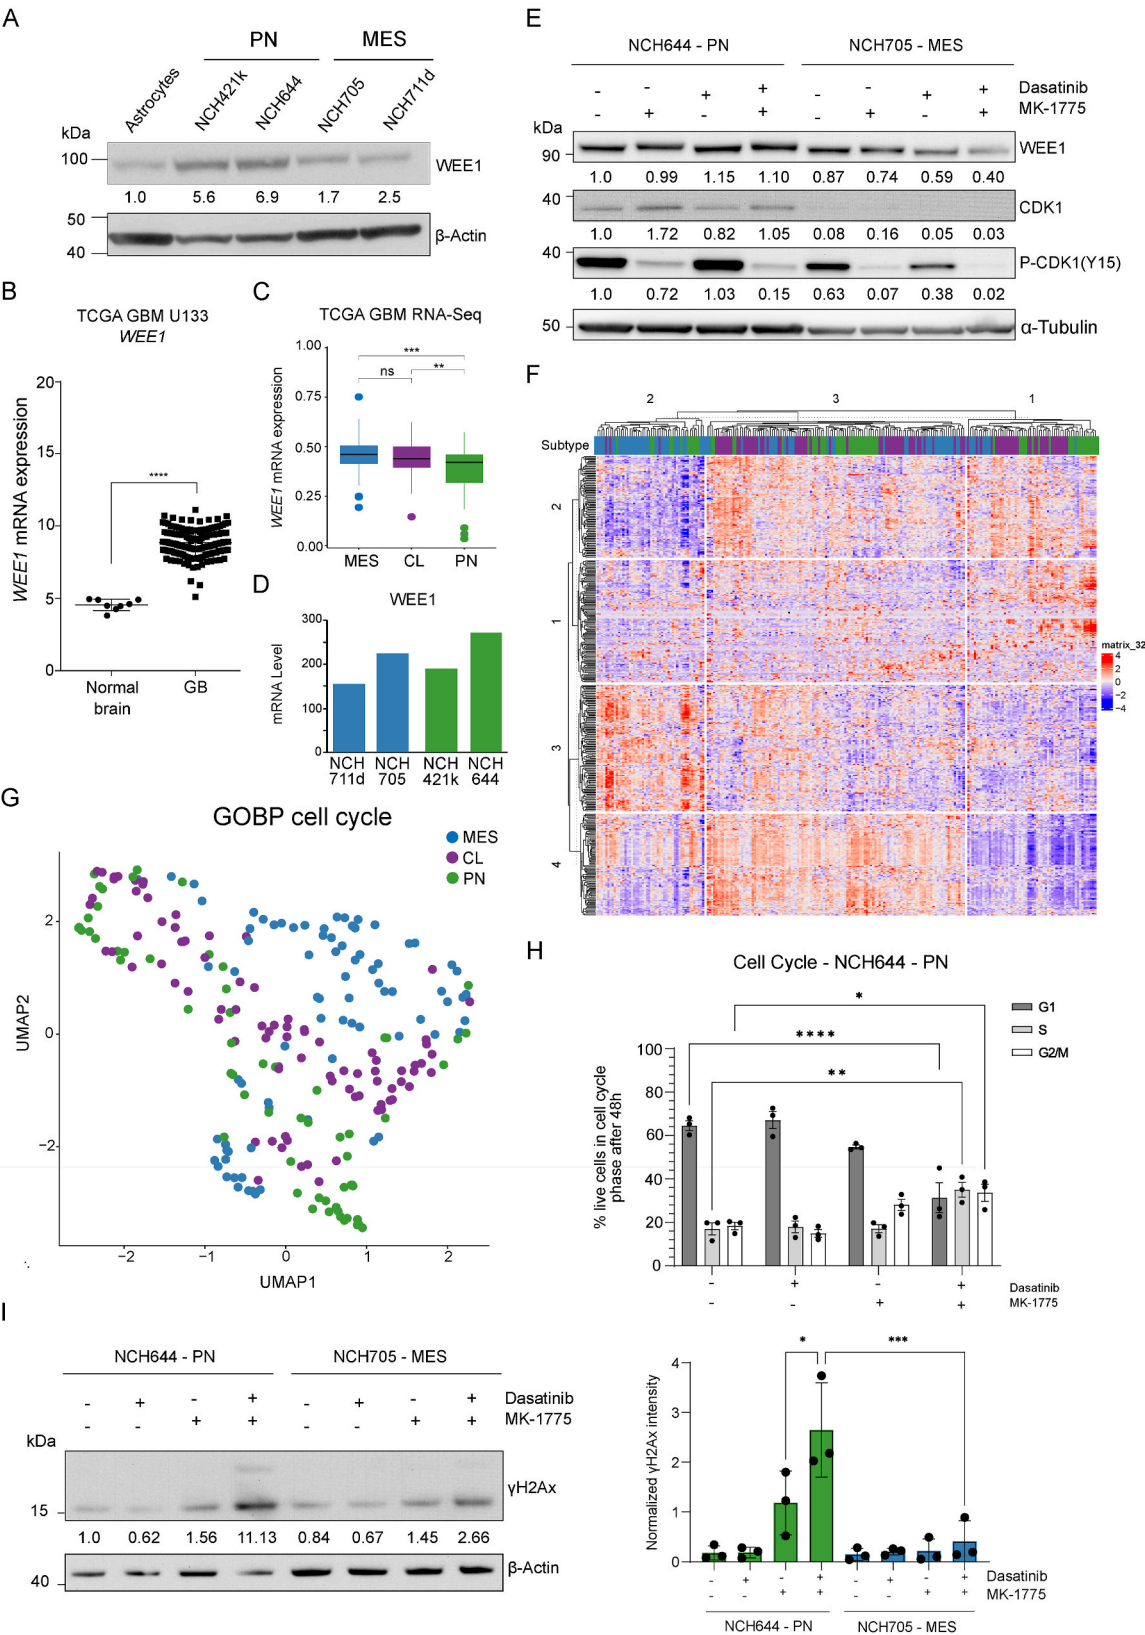 A
PN MES
Astrocytes NCH421k NCH644 NCH705 NCH711d
kDa
100 WEE1
1.0 5.6 6.9 1.7 2.5
50
β-Actin
40
B
TCGA GBM U133
WEE1
WEE1 mRNA expression
20
15
10
5
0
****
Normal brain
GB
C
TCGA GBM RNA-Seq
WEE1 mRNA expression
1.00
0.75
0.50
0.25
0.00
***
ns **
MES CL PN
D
WEE1
mRNA Level
300
200
100
0
NCH 711d
NCH 705
NCH 421k
NCH 644
E
NCH644 - PN NCH705 - MES
- - + + - - + + Dasatinib
- + - + - + - + MK-1775
kDa
90 WEE1
1.0 0.99 1.15 1.10 0.87 0.74 0.59 0.40
40 CDK1
1.0 1.72 0.82 1.05 0.08 0.16 0.05 0.03
40 P-CDK1(Y15)
1.0 0.72 1.03 0.15 0.63 0.07 0.38 0.02
50 α-Tubulin
F
2 3 1
Subtype
2
1
3
4
matrix_32
4
2
0
−2
−4
G
GOBP cell cycle
MES
CL
PN
UMAP2
2
0
−2
−2 −1 0 1 2
UMAP1
H
Cell Cycle - NCH644 - PN
G1
S
G2/M
*
****
**
% live cells in cell cycle
phase after 48h
100
80
60
40
20
0
- + - + Dasatinib
- - + + MK-1775
I
NCH644 - PN NCH705 - MES
- + - + - + - + Dasatinib
- - + + - - + + MK-1775
kDa
γH2Ax
15
1.0 0.62 1.56 11.13 0.84 0.67 1.45 2.66
β-Actin
40
* ***
Normalized γH2Ax intensity
4
3
2
1
0
- + - + - + - + Dasatinib
- - + + - - + + MK-1775
NCH644 - PN NCH705 - MES